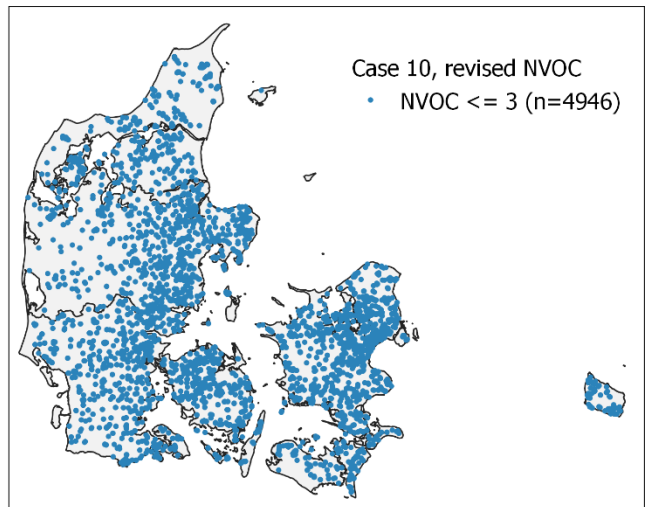 Case 10, revised NVOC
NVOC <= 3 (n=4946)